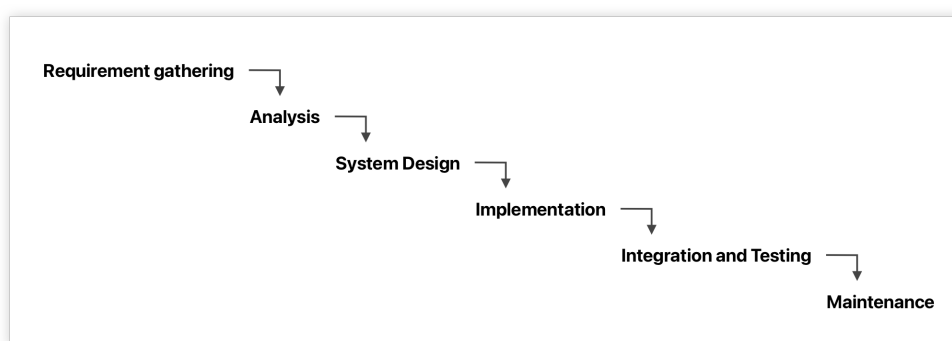 Requirement gathering
Analysis
System Design
Implementation
Integration and Testing
Maintenance